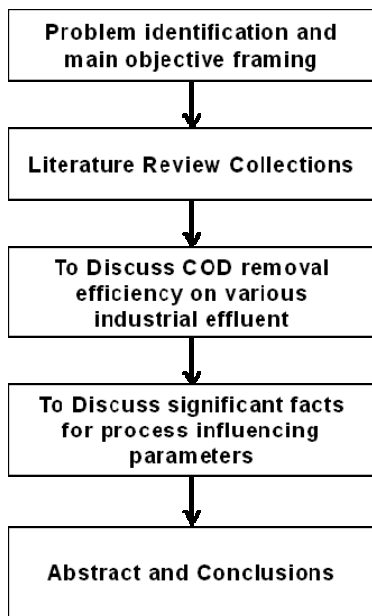 Problem identification and
main objective framing
Literature Review Collections
To Discuss COD removal
efficiency on various
industrial effluent
To Discuss significant facts
for process influencing
parameters
Abstract and Conclusions